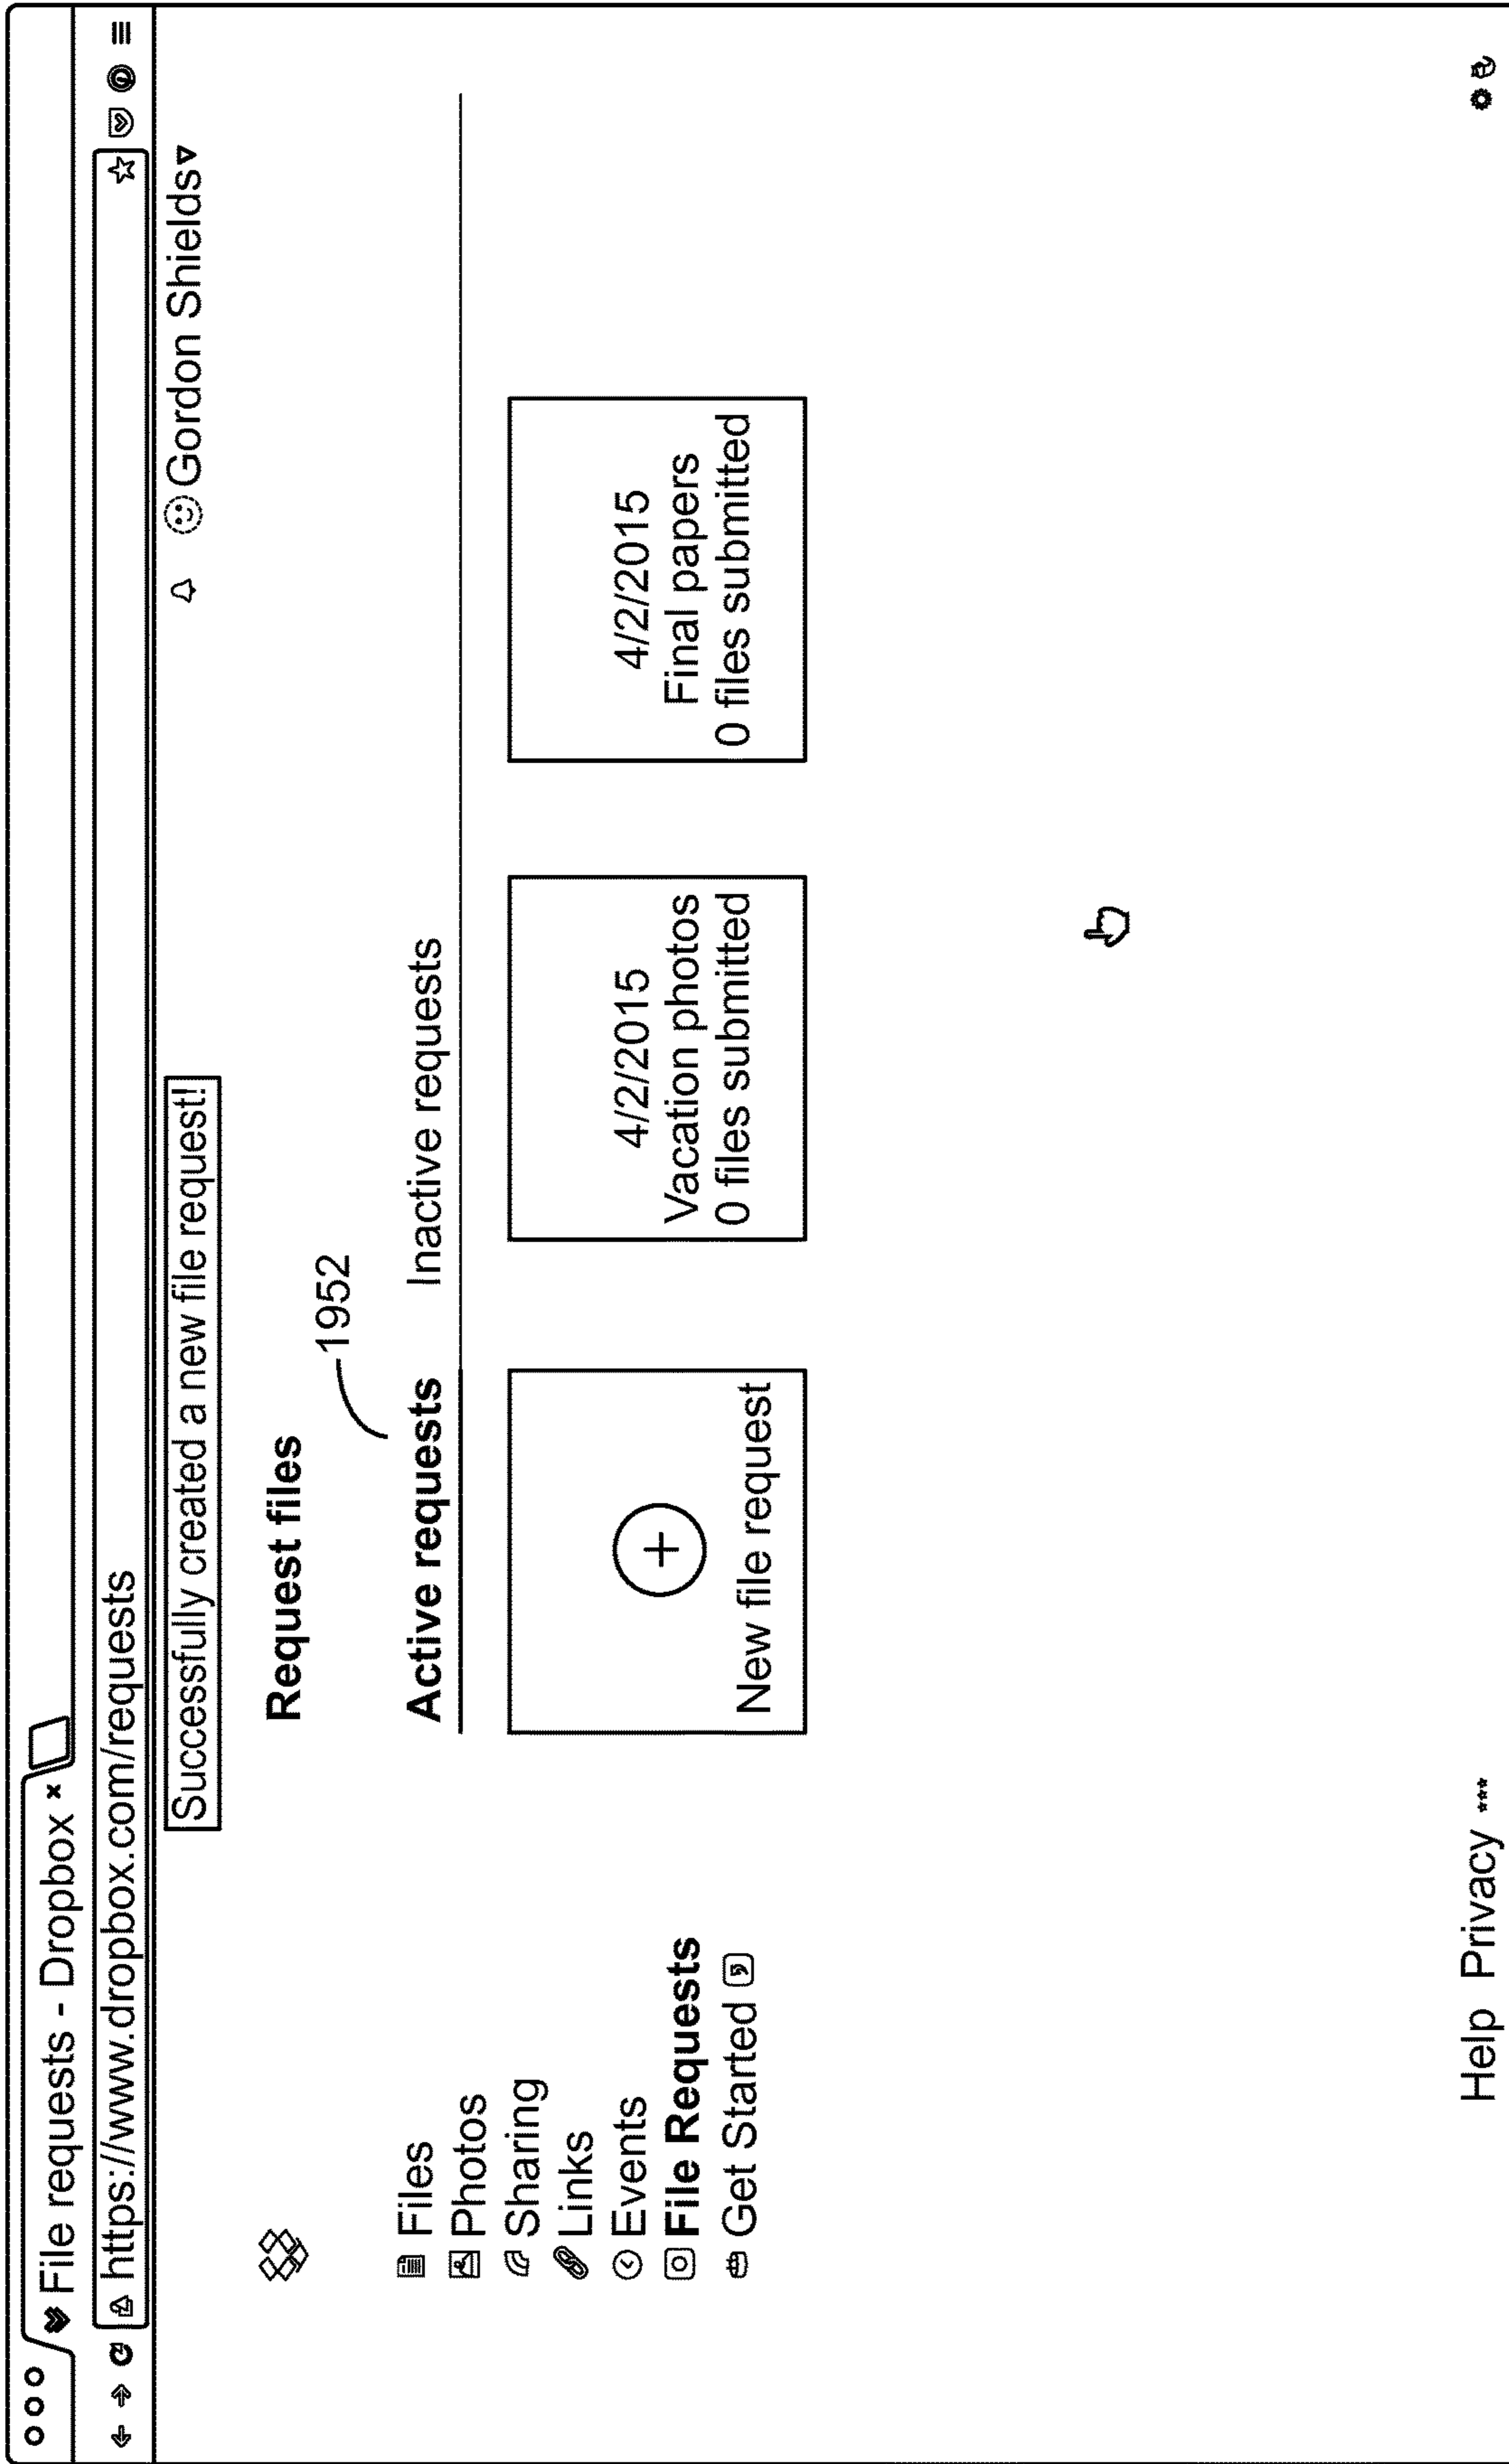 File requests - Dropbox
https://www.dropbox.com/requests
Successfully created a new file request!
Gordon Shields
Request files
1952
Active requests Inactive requests
Files
Photos
Sharing
Links
Events
File Requests
Get Started
New file request
4/2/2015
Vacation photos
0 files submitted
4/2/2015
Final papers
0 files submitted
Help Privacy